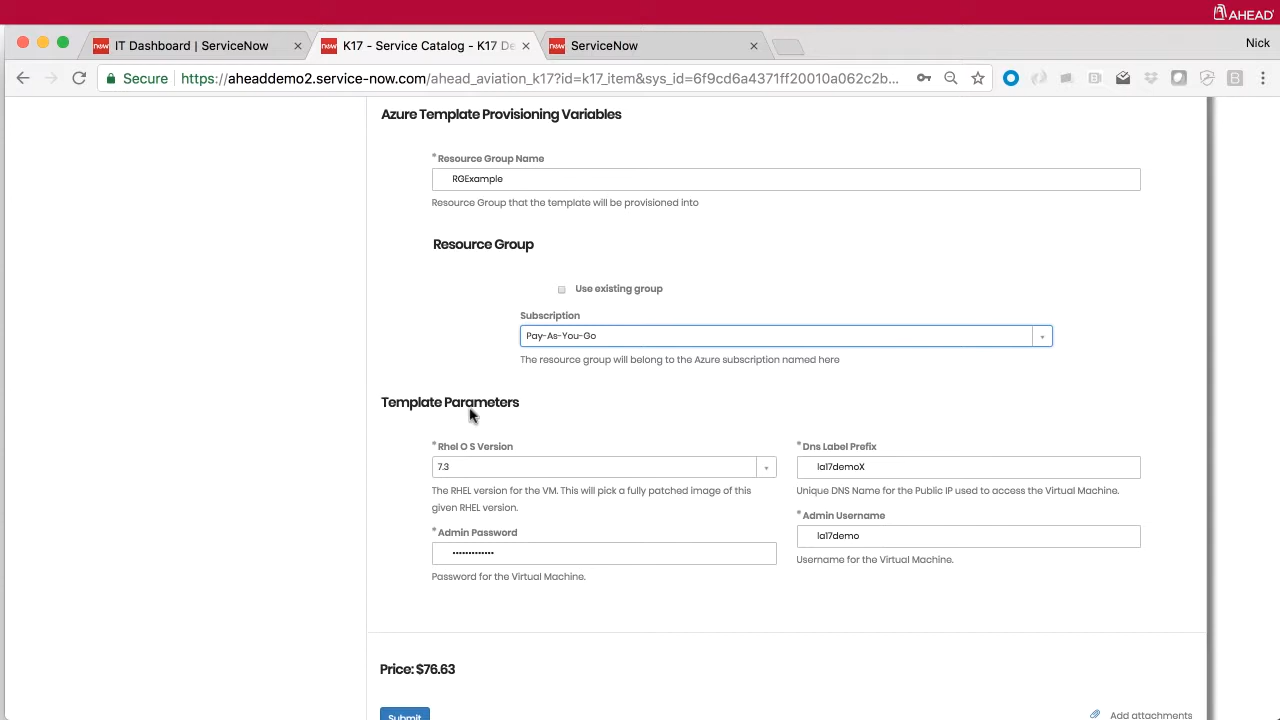 AHEAD
IT Dashboard | ServiceNow
K17 - Service Catalog - K17 De
ServiceNow
Nick
Secure
https://aheaddemo2.service-now.com/ahead_aviation_k17?id=k17_item&sys_id=6f9cd6a4371ff20010a062c2b...
Azure Template Provisioning Variables
* Resource Group Name
RGExample
Resource Group that the template will be provisioned into
Resource Group
Use existing group
Subscription
Pay-As-You-Go
The resource group will belong to the Azure subscription named here
Template Parameters
* Rhel O S Version
7.3
The RHEL version for the VM. This will pick a fully patched image of this
given RHEL version.
* Dns Label Prefix
la17demoX
Unique DNS Name for the Public IP used to access the Virtual Machine.
* Admin Password
•••••••••••••
Password for the Virtual Machine.
* Admin Username
la17demo
Username for the Virtual Machine.
Price: $76.63
Submit
Add attachments